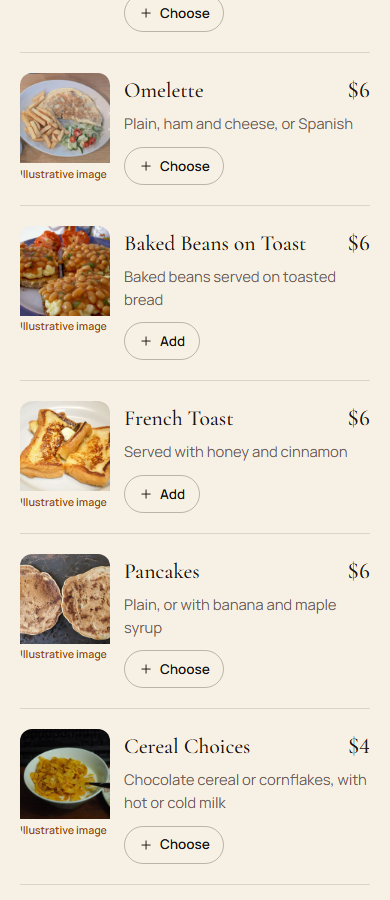 + Choose
Omelette $6
Plain, ham and cheese, or Spanish
+ Choose
Illustrative image
Baked Beans on Toast $6
Baked beans served on toasted
bread
Illustrative image
+ Add
French Toast $6
Served with honey and cinnamon
+ Add
Illustrative image
Pancakes $6
Plain, or with banana and maple
syrup
Illustrative image
+ Choose
Cereal Choices $4
Chocolate cereal or cornflakes, with
hot or cold milk
Illustrative image
+ Choose